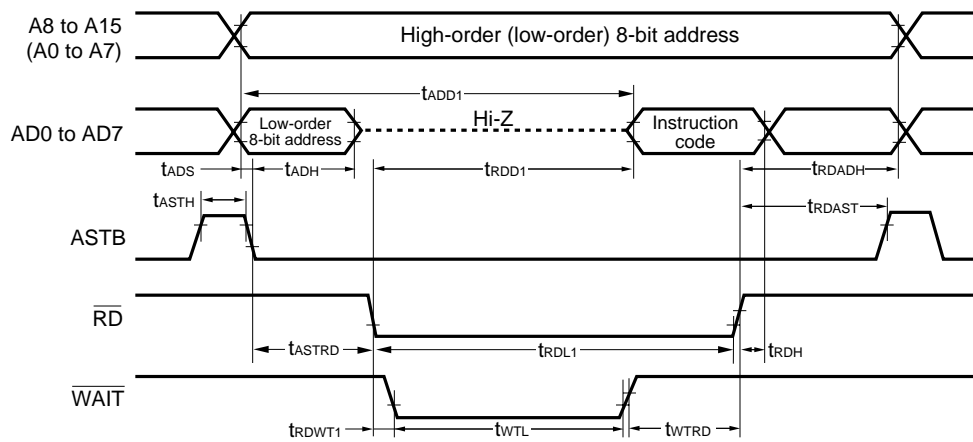 A8 to A15
(A0 to A7)
High-order (low-order) 8-bit address
tADD1
AD0 to AD7
Low-order
8-bit address
Hi-Z
Instruction
code
tADS
tADH
tRDD1
tRDADH
tASTH
tRDAST
ASTB
RD
tASTRD
tRDL1
tRDH
WAIT
tRDWT1
tWTL
tWTRD